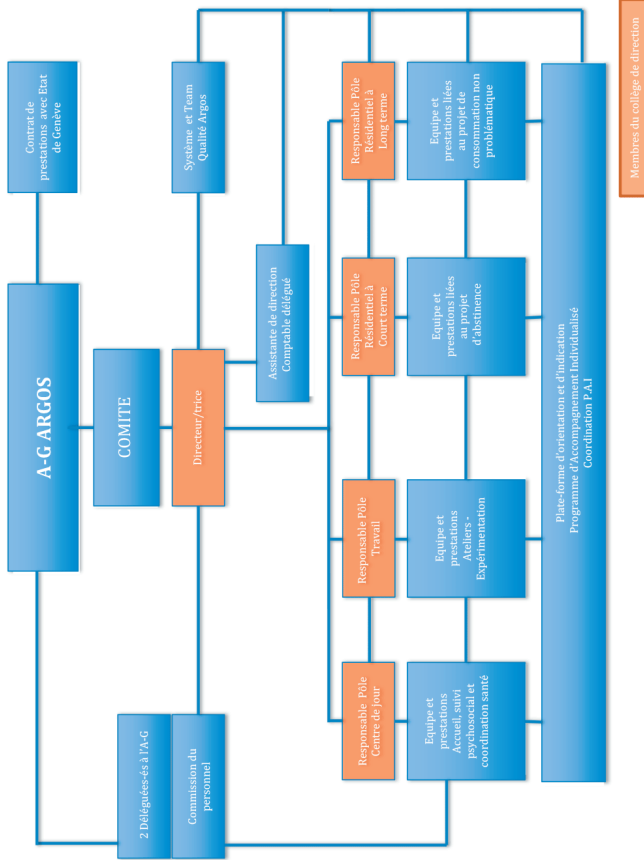 A-G ARGOS
Contrat de
prestations avec Etat
de Genève
COMITE
2 Déléguées-és à l'A-G
Commission du
personnel
Directeur/trice
Système et Team
Qualité Argos
Assistante de direction
Comptable délégué
Responsable Pôle
Centre de jour
Responsable Pôle
Travail
Responsable Pôle
Résidentiel à
Court terme
Responsable Pôle
Résidentiel à
Long terme
Equipe et
prestations
Accueil, suivi
psychosocial et
coordination santé
Equipe et
prestations
Ateliers -
Expérimentation
Equipe et
prestations liées
au projet
d'abstinence
Equipe et
prestations liées
au projet de
consommation non
problématique
Plate-forme d'orientation et d'indication
Programme d'Accompagnement Individualisé
Coordination P.A.I
Membres du collège de direction